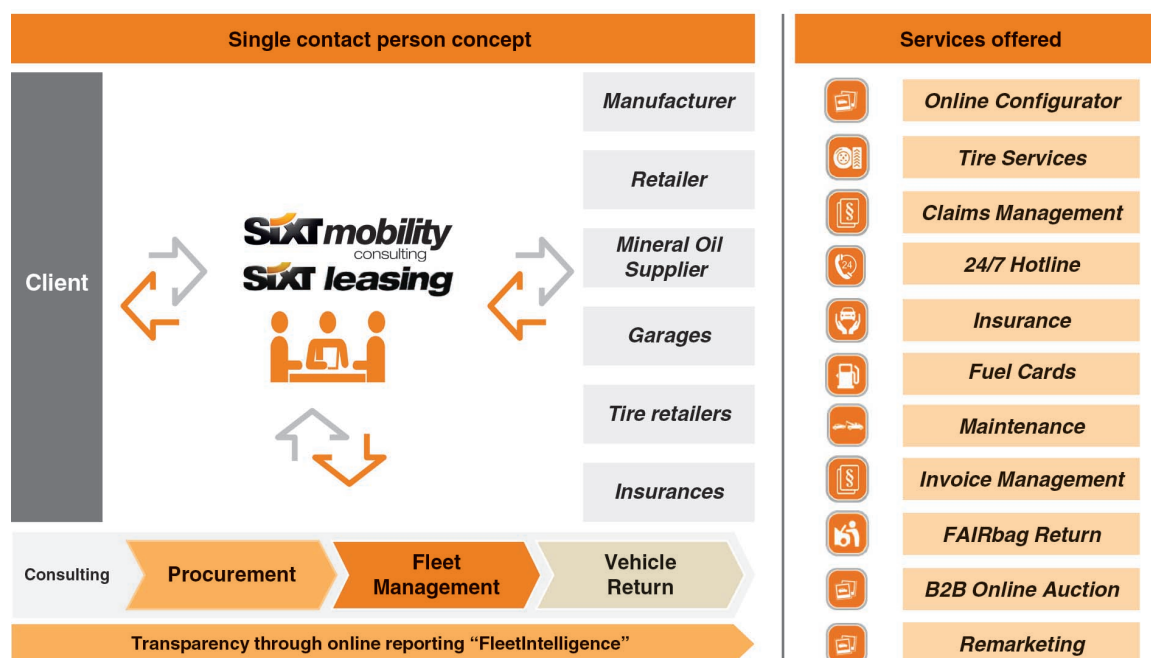 Single contact person concept
Client
SIXT mobility
consulting
SIXT leasing
Manufacturer
Retailer
Mineral Oil
Supplier
Garages
Tire retailers
Insurances
Consulting
Procurement
Fleet
Management
Vehicle
Return
Transparency through online reporting “FleetIntelligence”
Services offered
Online Configurator
Tire Services
§
Claims Management
24
24/7 Hotline
Insurance
Fuel Cards
Maintenance
§
Invoice Management
FAIRbag Return
B2B Online Auction
Remarketing